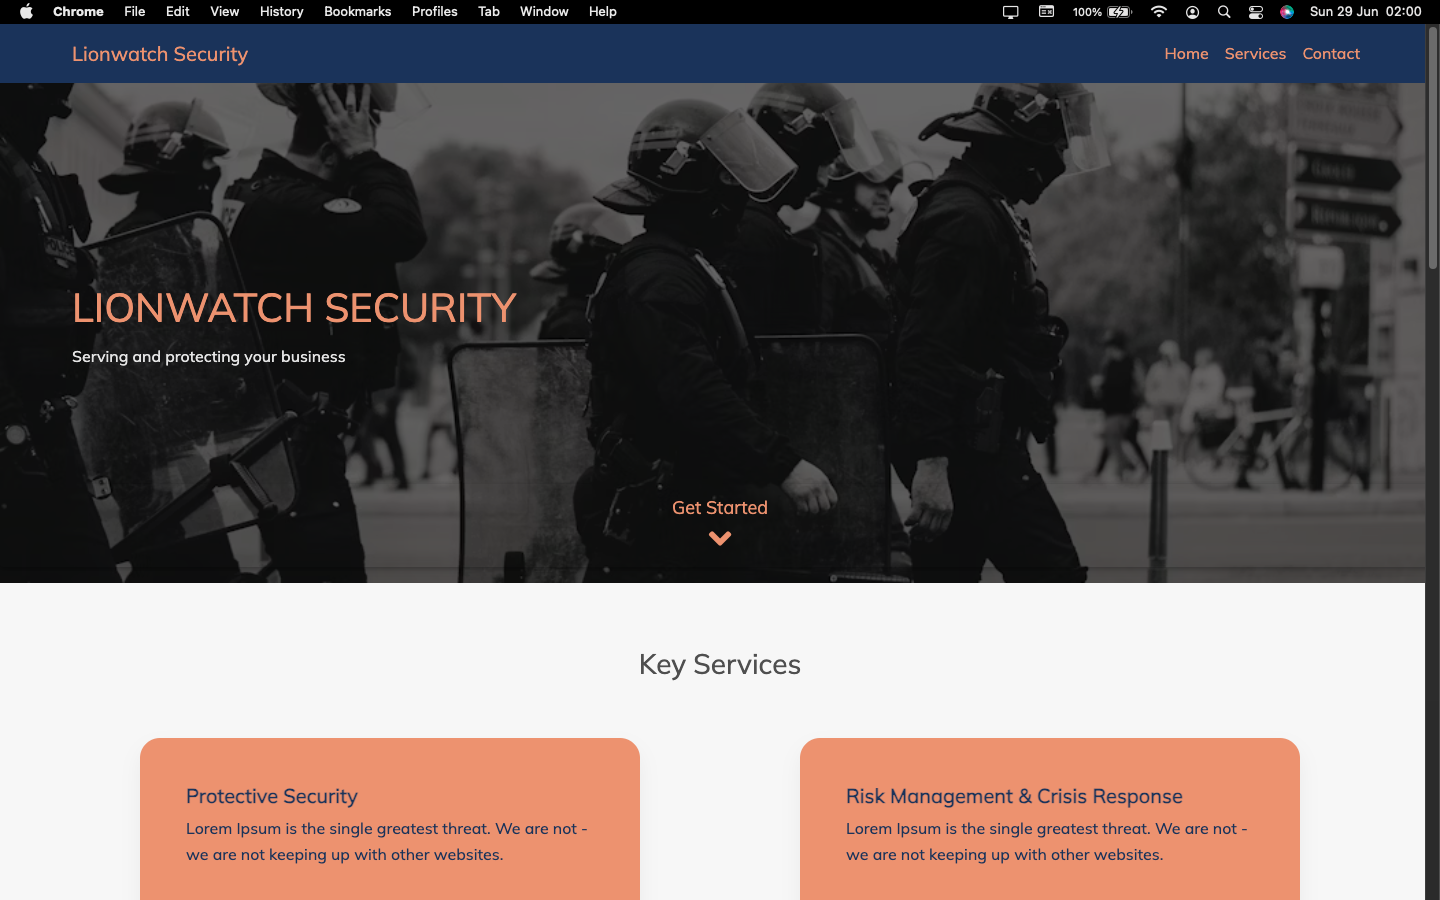 Chrome File Edit View History Bookmarks Profiles Tab Window Help 100% Sun 29 Jun 02:00
Lionwatch Security Home Services Contact
LIONWATCH SECURITY
Serving and protecting your business
Get Started
Key Services
Protective Security
Lorem Ipsum is the single greatest threat. We are not -
we are not keeping up with other websites.
Risk Management & Crisis Response
Lorem Ipsum is the single greatest threat. We are not -
we are not keeping up with other websites.